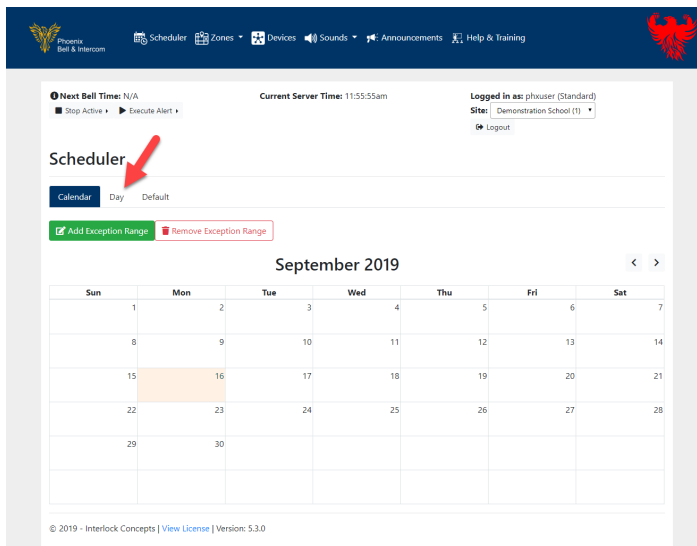 Phoenix
Bell & Intercom
Scheduler Zones Devices Sounds Announcements Help & Training
Next Bell Time: N/A
Current Server Time: 11:55:55am
Logged in as: phxuser (Standard)
Stop Active Execute Alert
Site: Demonstration School (1)
Logout
Scheduler
Calendar Day Default
Add Exception Range Remove Exception Range
September 2019
Sun Mon Tue Wed Thu Fri Sat
1 2 3 4 5 6 7
8 9 10 11 12 13 14
15 16 17 18 19 20 21
22 23 24 25 26 27 28
29 30
© 2019 - Interlock Concepts | View License | Version: 5.3.0